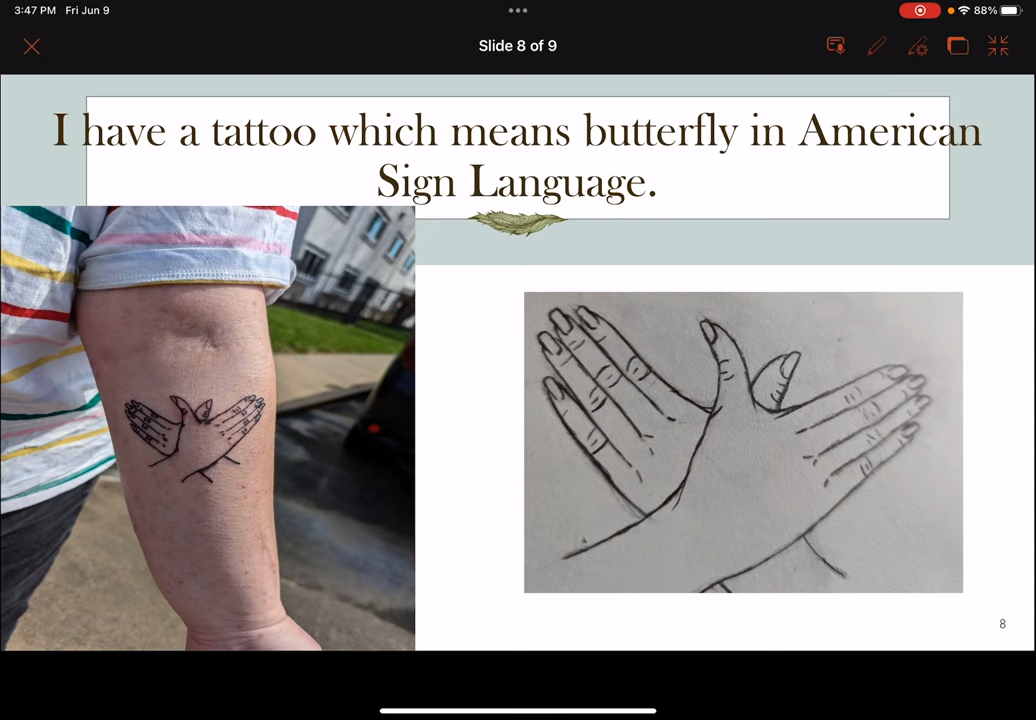 3:47 PM Fri Jun 9
88%
Slide 8 of 9
I have a tattoo which means butterfly in American
Sign Language.
8